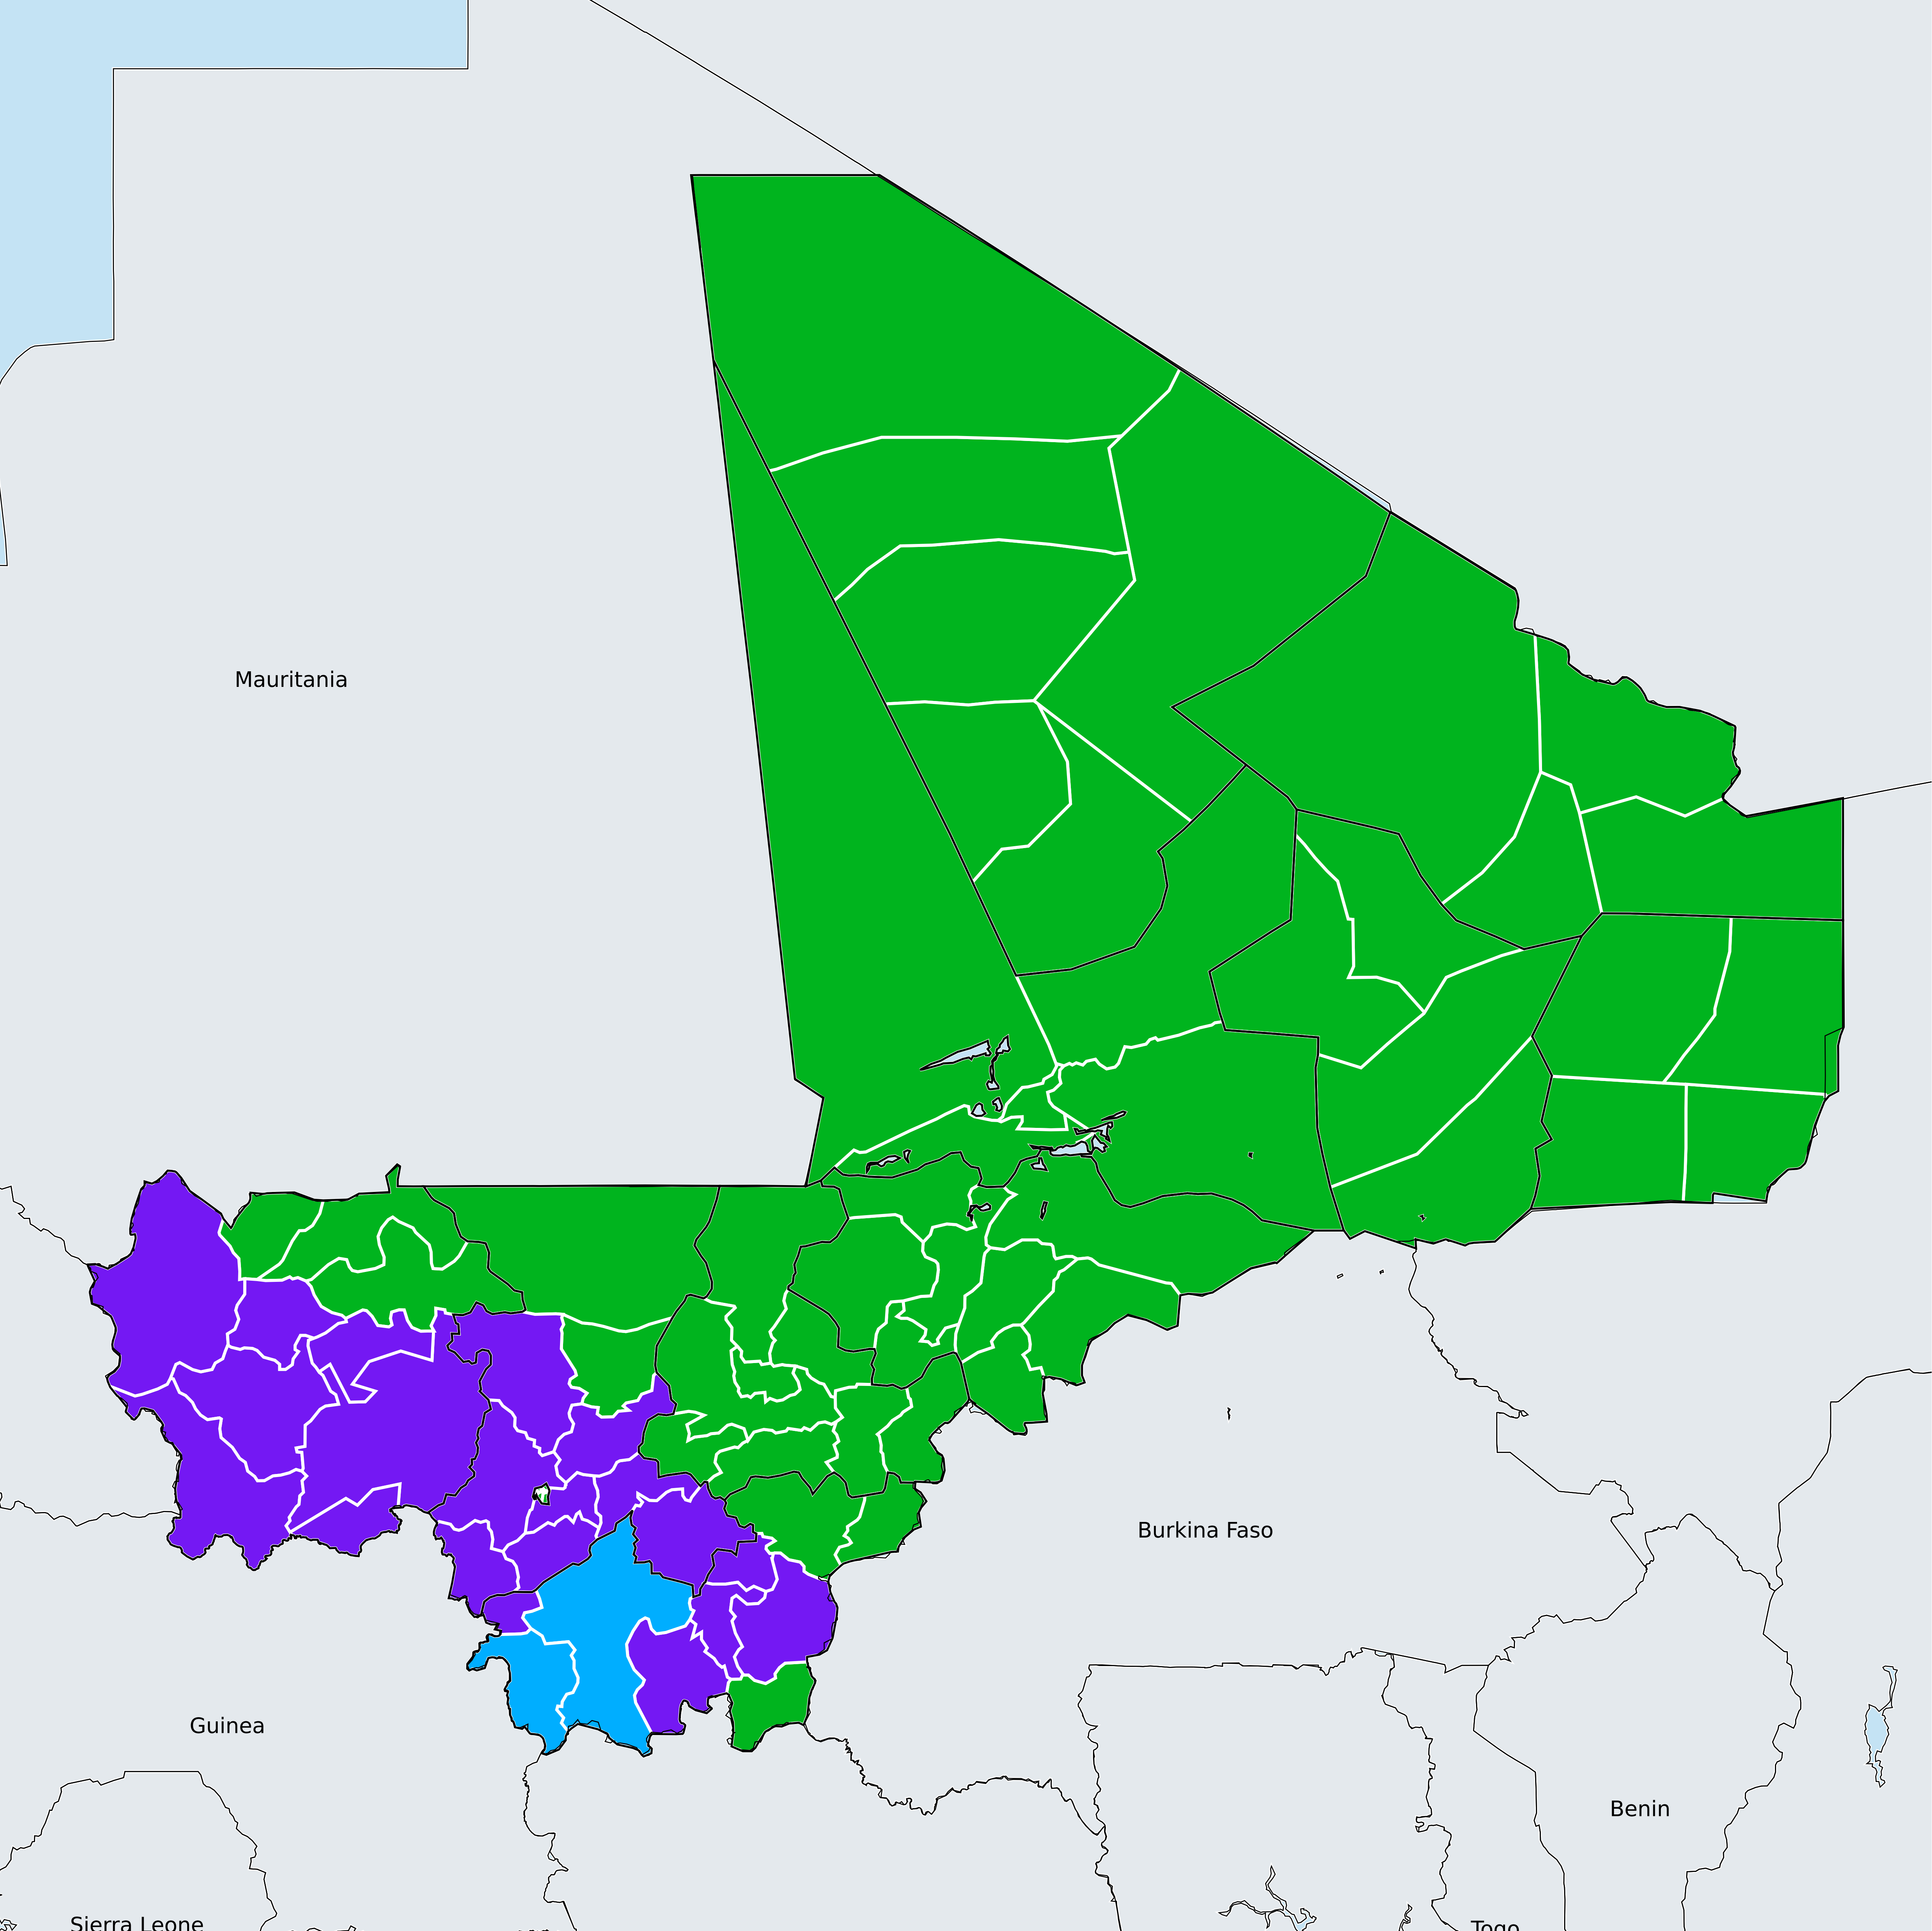 Mauritania
Burkina Faso
Guinea
Benin
Sierra Leone
Togo